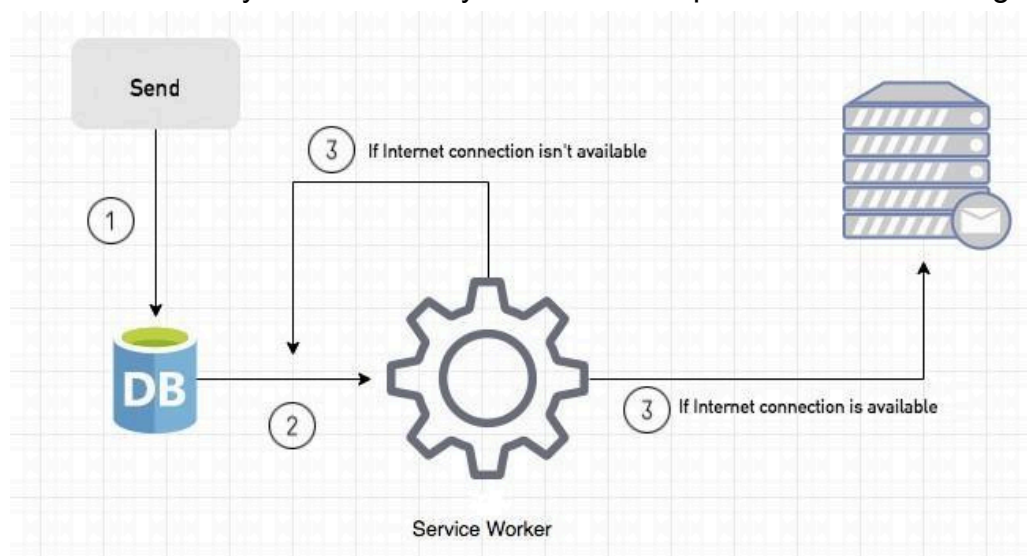 Send
3 If Internet connection isn't available
1
DB
2
3 If Internet connection is available
Service Worker